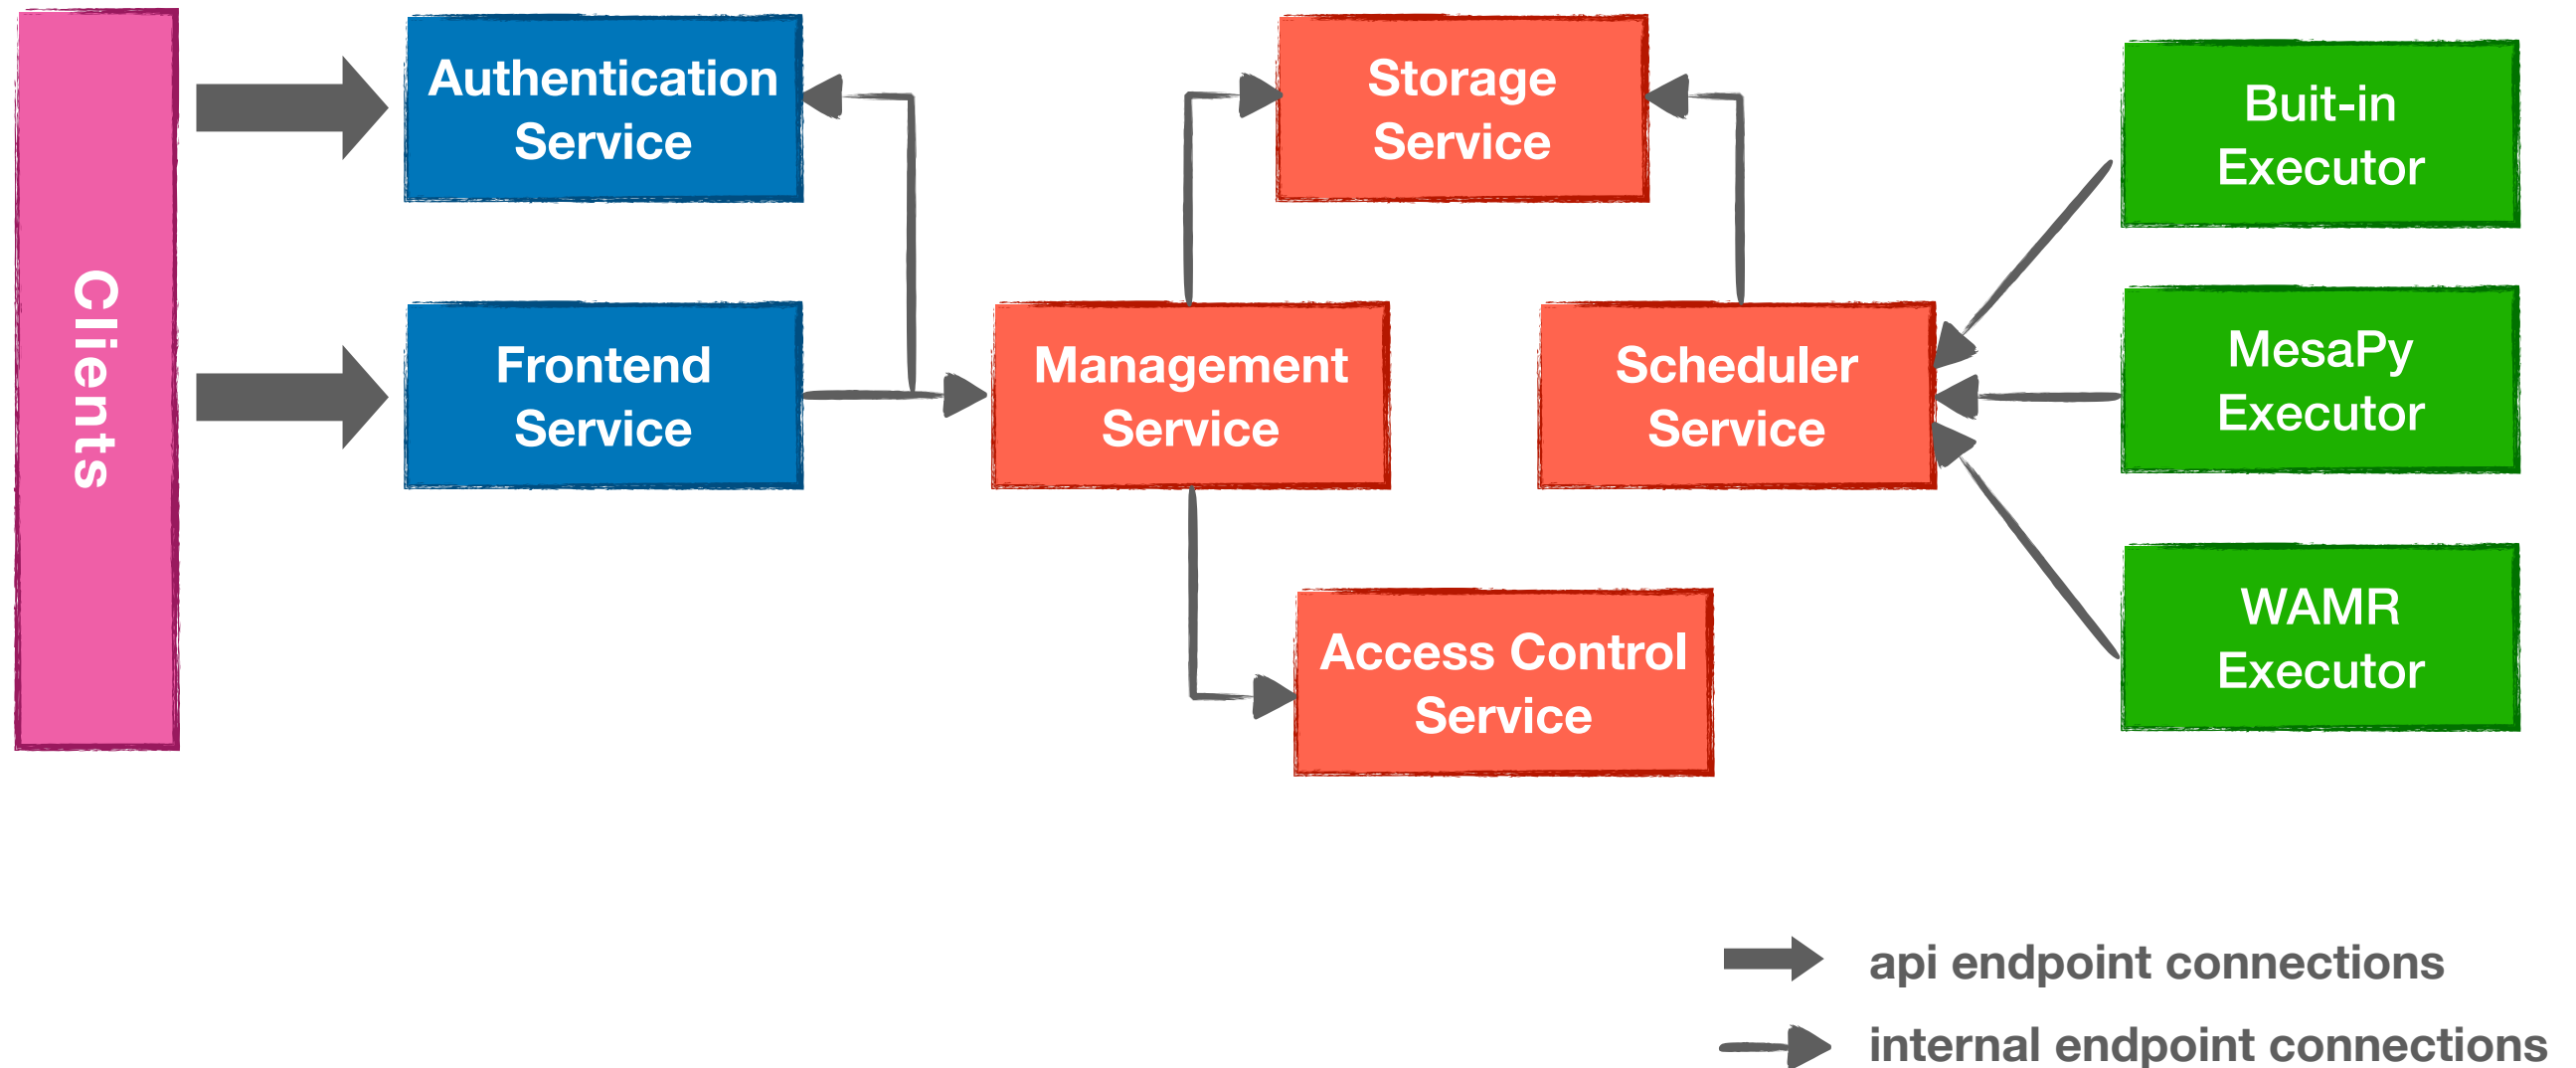 Clients
Authentication
Service
Frontend
Service
Storage
Service
Management
Service
Scheduler
Service
Access Control
Service
Buit-in
Executor
MesaPy
Executor
WAMR
Executor
api endpoint connections
internal endpoint connections